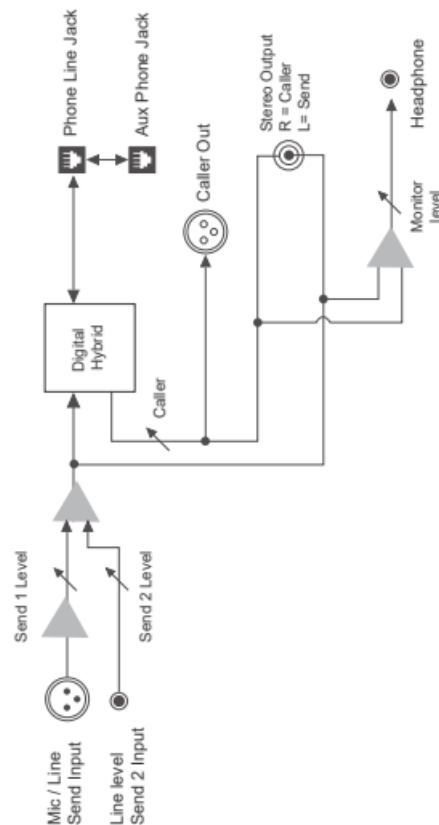 Mic / Line
Send Input
Line level
Send 2 Input
Send 1 Level
Send 2 Level
Digital
Hybrid
Caller
Phone Line Jack
Aux Phone Jack
Caller Out
Stereo Output
R = Caller
L= Send
Monitor
level
Headphone